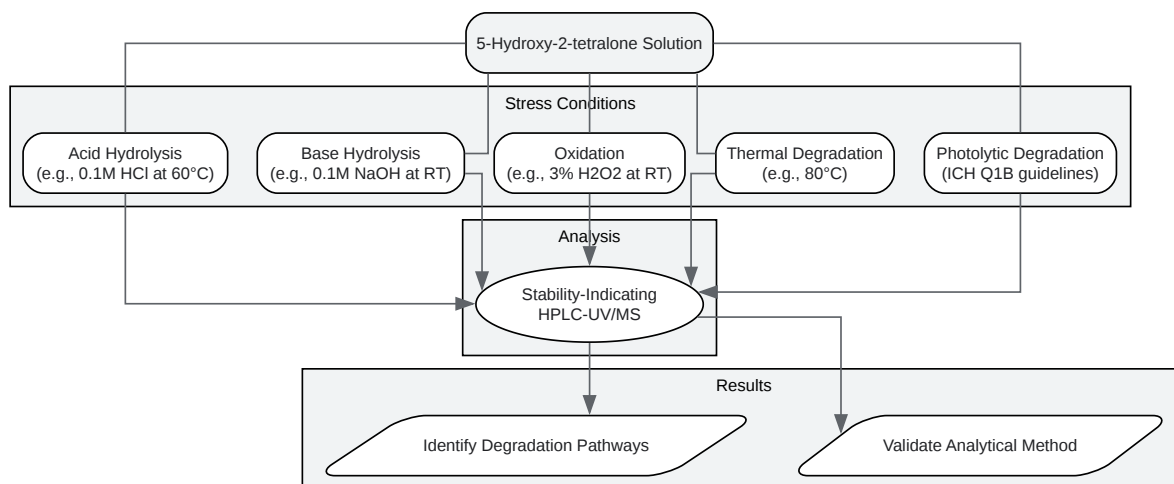 5-Hydroxy-2-tetralone Solution
Stress Conditions
Acid Hydrolysis
(e.g., 0.1M HCl at 60°C)
Base Hydrolysis
(e.g., 0.1M NaOH at RT)
Oxidation
(e.g., 3% H2O2 at RT)
Thermal Degradation
(e.g., 80°C)
Photolytic Degradation
(ICH Q1B guidelines)
Analysis
Stability-Indicating
HPLC-UV/MS
Results
Identify Degradation Pathways
Validate Analytical Method